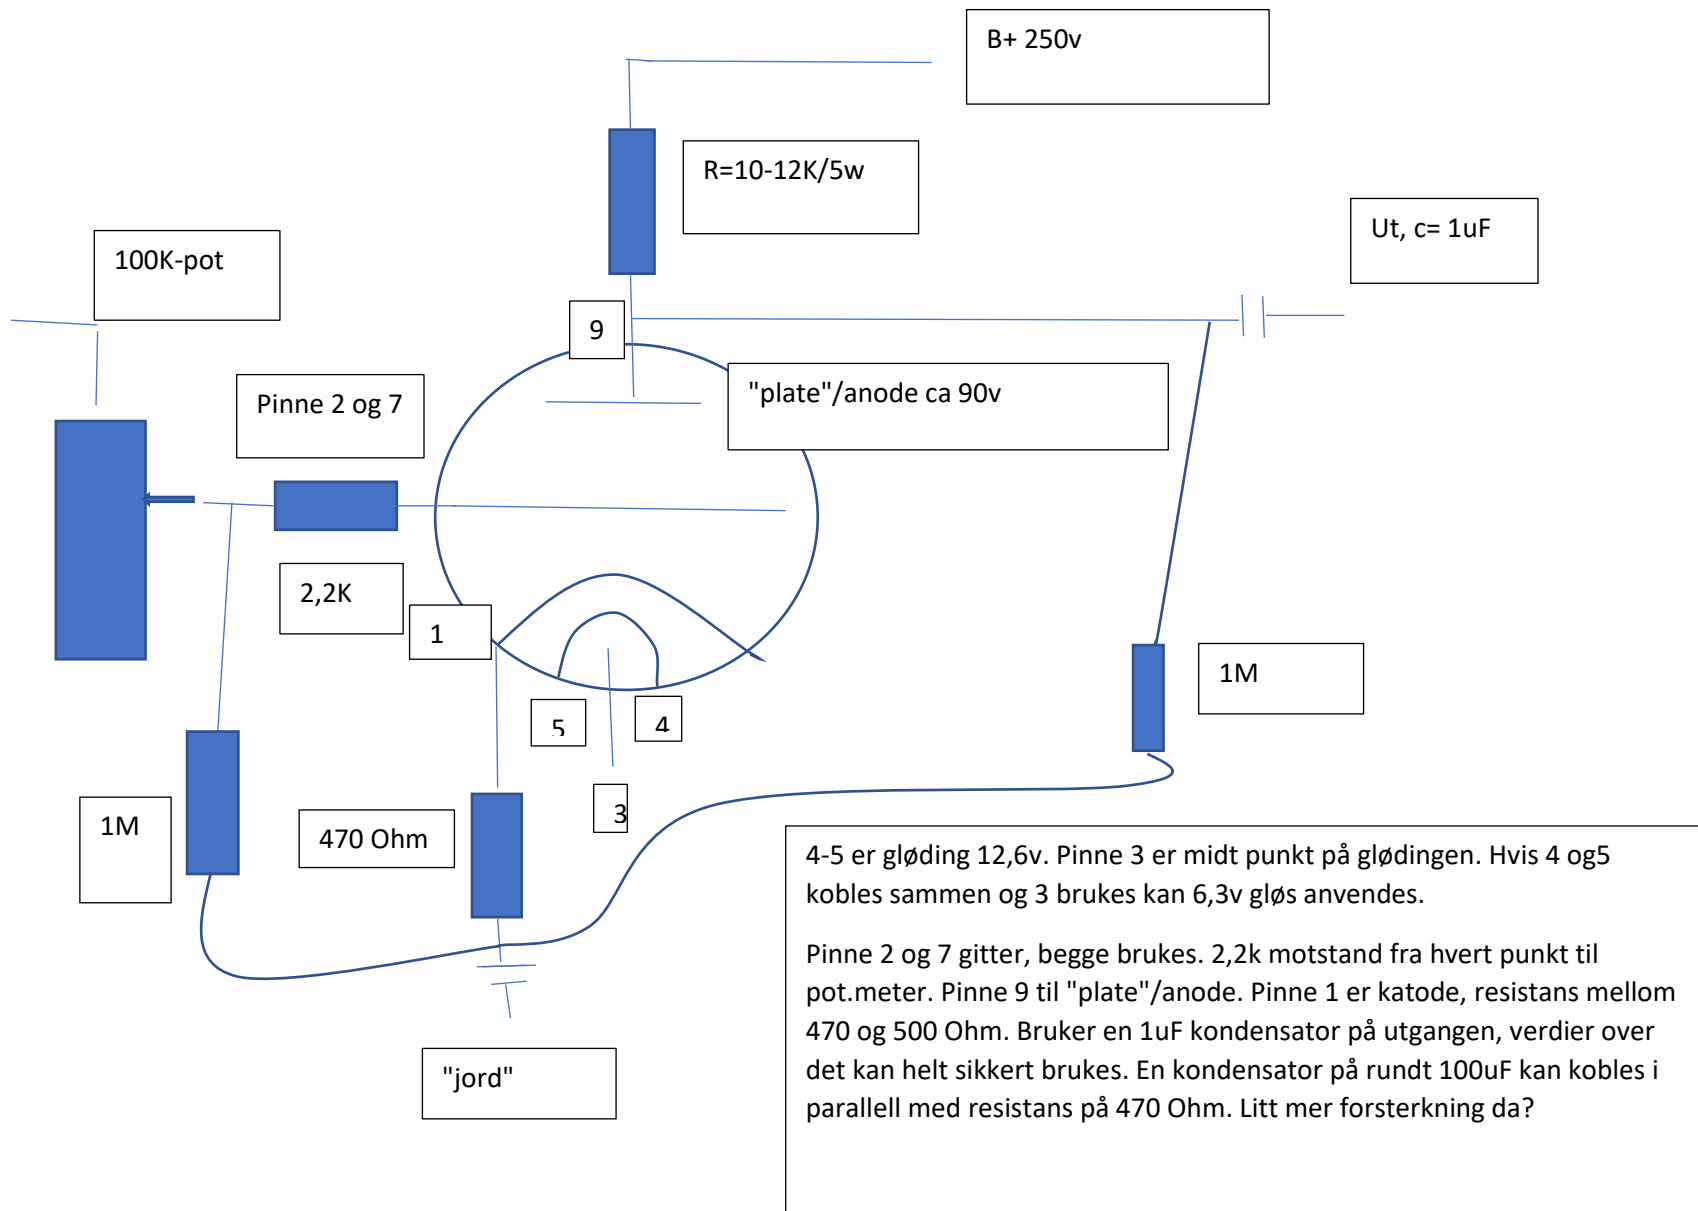 B+ 250v
R=10-12K/5w
Ut, c= 1uF
100K-pot
9
"plate"/anode ca 90v
Pinne 2 og 7
2,2K
1
5
4
3
1M
1M
470 Ohm
"jord"
4-5 er gløding 12,6v. Pinne 3 er midt punkt på glødingen. Hvis 4 og5
kobles sammen og 3 brukes kan 6,3v gløs anvendes.
Pinne 2 og 7 gitter, begge brukes. 2,2k motstand fra hvert punkt til
pot.meter. Pinne 9 til "plate"/anode. Pinne 1 er katode, resistans mellom
470 og 500 Ohm. Bruker en 1uF kondensator på utgangen, verdier over
det kan helt sikkert brukes. En kondensator på rundt 100uF kan kobles i
parallell med resistans på 470 Ohm. Litt mer forsterkning da?